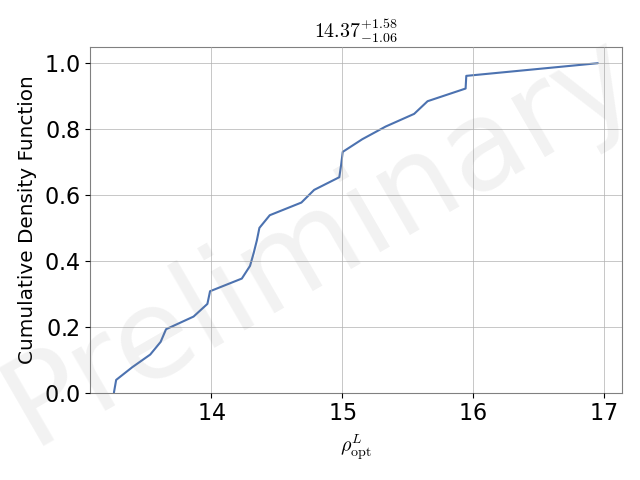 14.37^{+1.58}_{-1.06}
Cumulative Density Function
1.0
0.8
0.6
0.4
0.2
0.0
14 15 16 17
ρ^L_opt
Preliminary